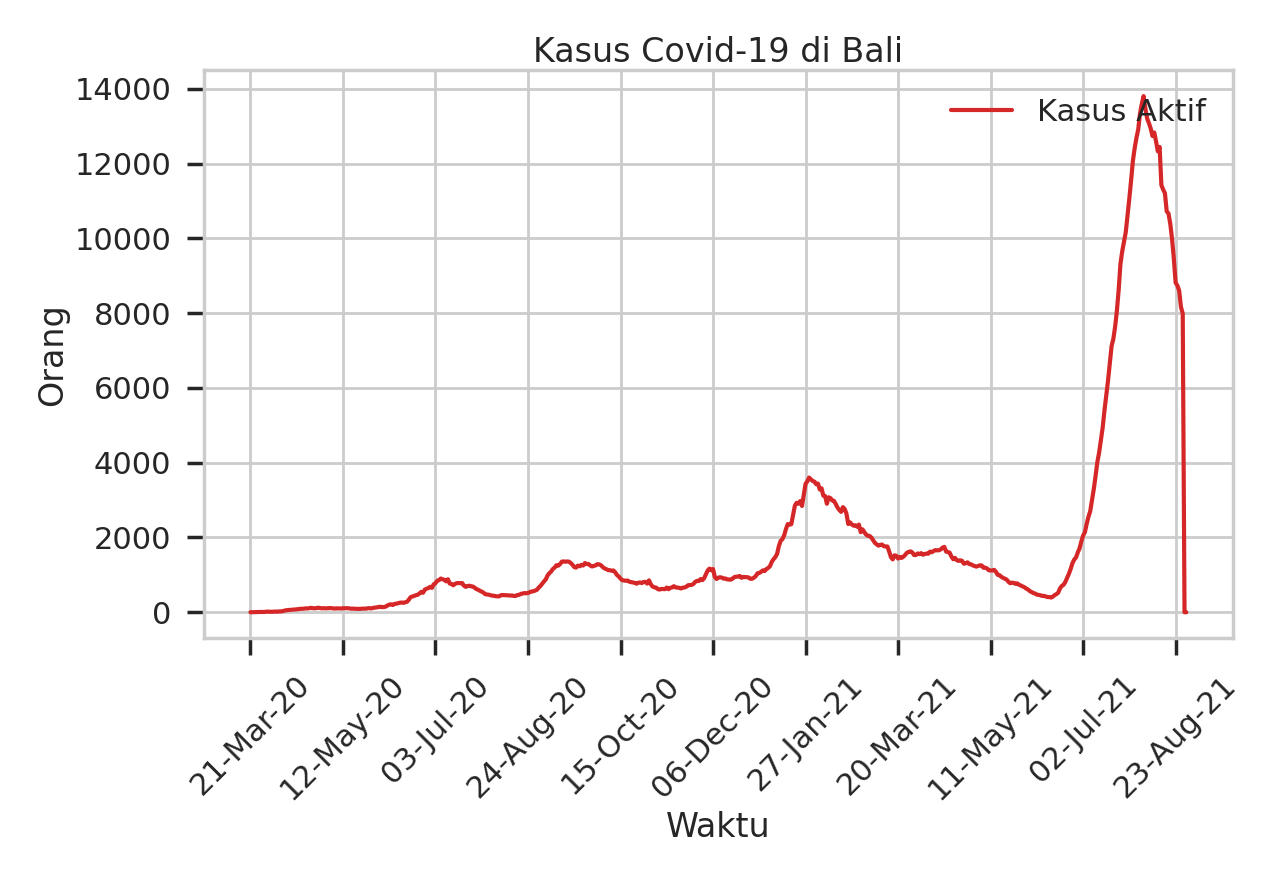 Kasus Covid-19 di Bali
Kasus Aktif
14000
12000
10000
8000
6000
4000
2000
0
Orang
21-Mar-20
12-May-20
03-Jul-20
24-Aug-20
15-Oct-20
06-Dec-20
27-Jan-21
20-Mar-21
11-May-21
02-Jul-21
23-Aug-21
Waktu